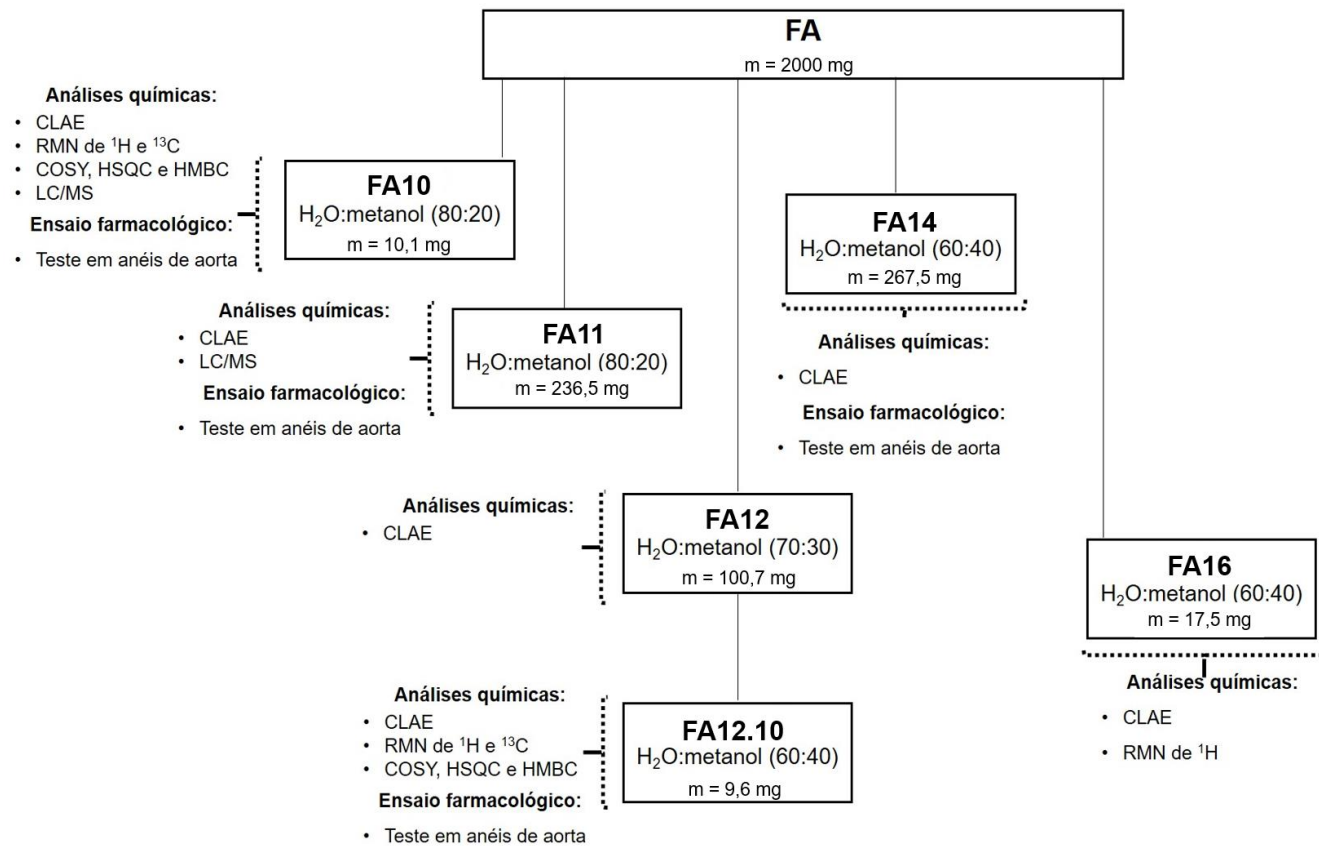 FA
m = 2000 mg
Análises químicas:
• CLAE
• RMN de ¹H e ¹³C
• COSY, HSQC e HMBC
• LC/MS
Ensaio farmacológico:
• Teste em anéis de aorta
FA10
H₂O:metanol (80:20)
m = 10,1 mg
Análises químicas:
• CLAE
• LC/MS
Ensaio farmacológico:
• Teste em anéis de aorta
FA11
H₂O:metanol (80:20)
m = 236,5 mg
FA14
H₂O:metanol (60:40)
m = 267,5 mg
Análises químicas:
• CLAE
Ensaio farmacológico:
• Teste em anéis de aorta
Análises químicas:
• CLAE
FA12
H₂O:metanol (70:30)
m = 100,7 mg
FA16
H₂O:metanol (60:40)
m = 17,5 mg
Análises químicas:
• CLAE
• RMN de ¹H
Análises químicas:
• CLAE
• RMN de ¹H e ¹³C
• COSY, HSQC e HMBC
Ensaio farmacológico:
• Teste em anéis de aorta
FA12.10
H₂O:metanol (60:40)
m = 9,6 mg